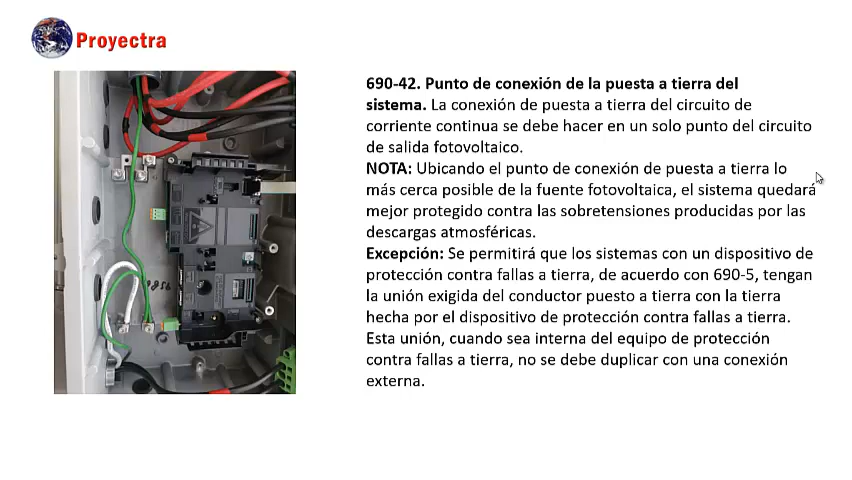 Proyectra
690-42. Punto de conexión de la puesta a tierra del
sistema. La conexión de puesta a tierra del circuito de
corriente continua se debe hacer en un solo punto del circuito
de salida fotovoltaico.
NOTA: Ubicando el punto de conexión de puesta a tierra lo
más cerca posible de la fuente fotovoltaica, el sistema quedará
mejor protegido contra las sobretensiones producidas por las
descargas atmosféricas.
Excepción: Se permitirá que los sistemas con un dispositivo de
protección contra fallas a tierra, de acuerdo con 690-5, tengan
la unión exigida del conductor puesto a tierra con la tierra
hecha por el dispositivo de protección contra fallas a tierra.
Esta unión, cuando sea interna del equipo de protección
contra fallas a tierra, no se debe duplicar con una conexión
externa.